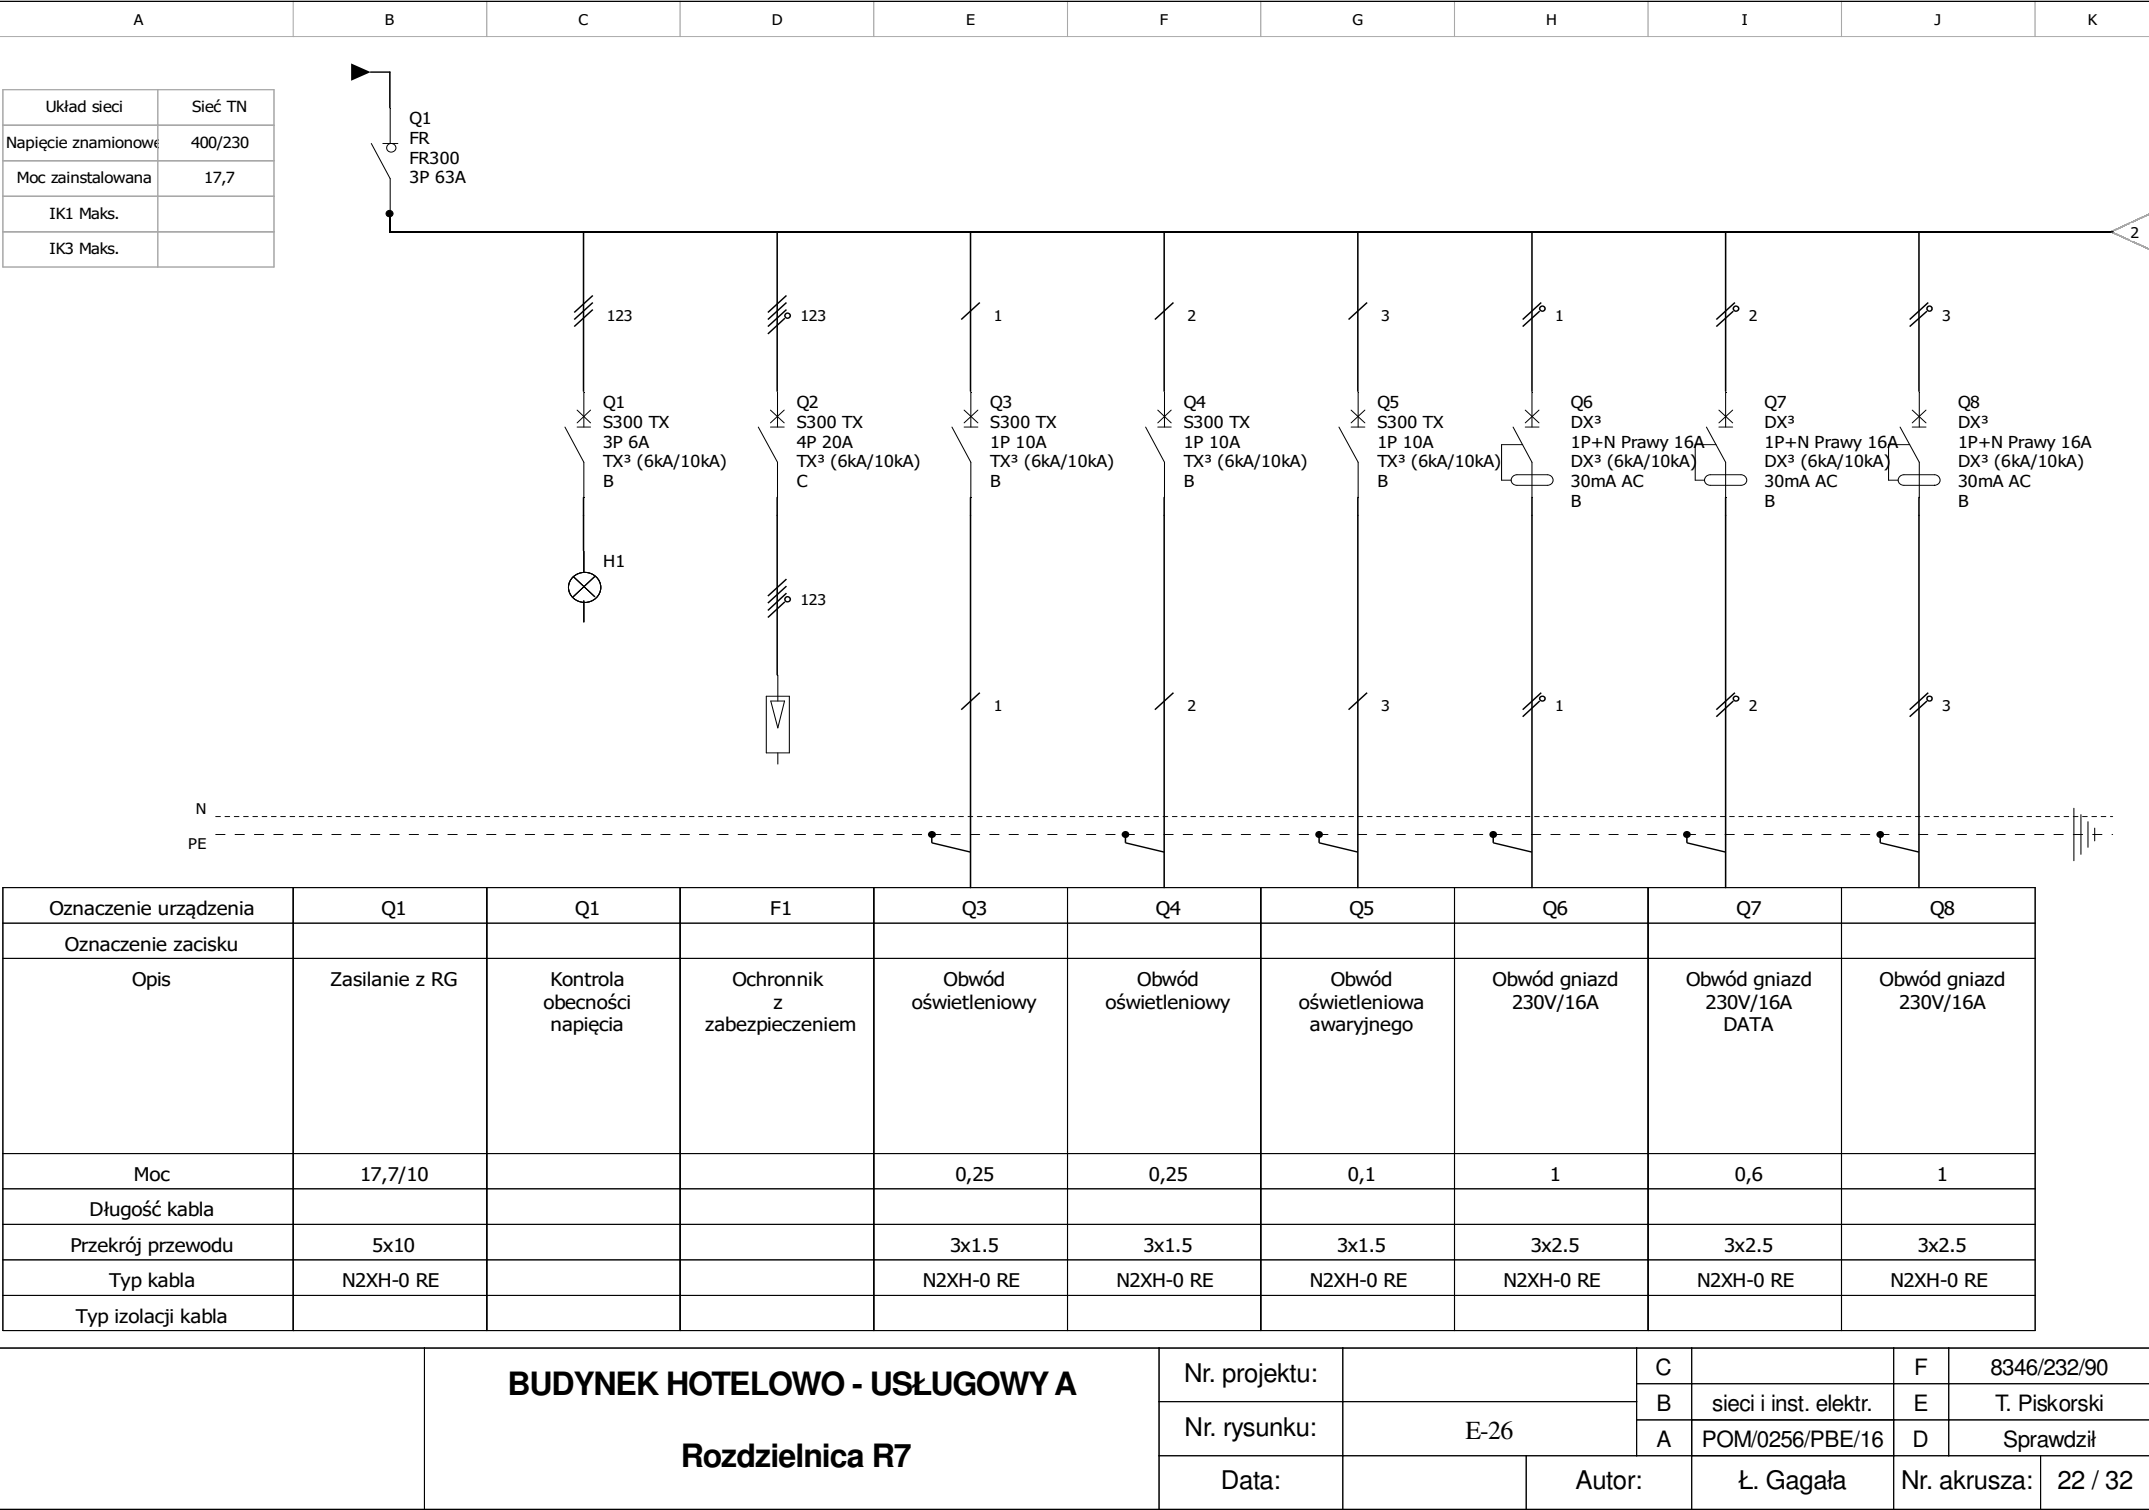 A B C D E F G H I J K
Układ sieci Sieć TN
Napięcie znamionowe 400/230
Moc zainstalowana 17,7
IK1 Maks.
IK3 Maks.
Q1
FR
FR300
3P 63A
2
123 123 1 2 3 1 2 3
Q1
S300 TX
3P 6A
TX³ (6kA/10kA)
B
Q2
S300 TX
4P 20A
TX³ (6kA/10kA)
C
Q3
S300 TX
1P 10A
TX³ (6kA/10kA)
B
Q4
S300 TX
1P 10A
TX³ (6kA/10kA)
B
Q5
S300 TX
1P 10A
TX³ (6kA/10kA)
B
Q6
DX³
1P+N Prawy 16A
DX³ (6kA/10kA)
30mA AC
B
Q7
DX³
1P+N Prawy 16A
DX³ (6kA/10kA)
30mA AC
B
Q8
DX³
1P+N Prawy 16A
DX³ (6kA/10kA)
30mA AC
B
H1
123
1 2 3 1 2 3
N
PE
Oznaczenie urządzenia Q1 Q1 F1 Q3 Q4 Q5 Q6 Q7 Q8
Oznaczenie zacisku
Opis
Zasilanie z RG
Kontrola
obecności
napięcia
Ochronnik
z
zabezpieczeniem
Obwód
oświetleniowy
Obwód
oświetleniowy
Obwód
oświetleniowa
awaryjnego
Obwód gniazd
230V/16A
Obwód gniazd
230V/16A
DATA
Obwód gniazd
230V/16A
Moc 17,7/10 0,25 0,25 0,1 1 0,6 1
Długość kabla
Przekrój przewodu 5x10 3x1.5 3x1.5 3x1.5 3x2.5 3x2.5 3x2.5
Typ kabla N2XH-0 RE N2XH-0 RE N2XH-0 RE N2XH-0 RE N2XH-0 RE N2XH-0 RE N2XH-0 RE
Typ izolacji kabla
BUDYNEK HOTELOWO - USŁUGOWY A
Rozdzielnica R7
Nr. projektu:
Nr. rysunku: E-26
Data:
C F 8346/232/90
B sieci i inst. elektr. E T. Piskorski
A POM/0256/PBE/16 D Sprawdził
Autor: Ł. Gagała Nr. akrusza: 22 / 32